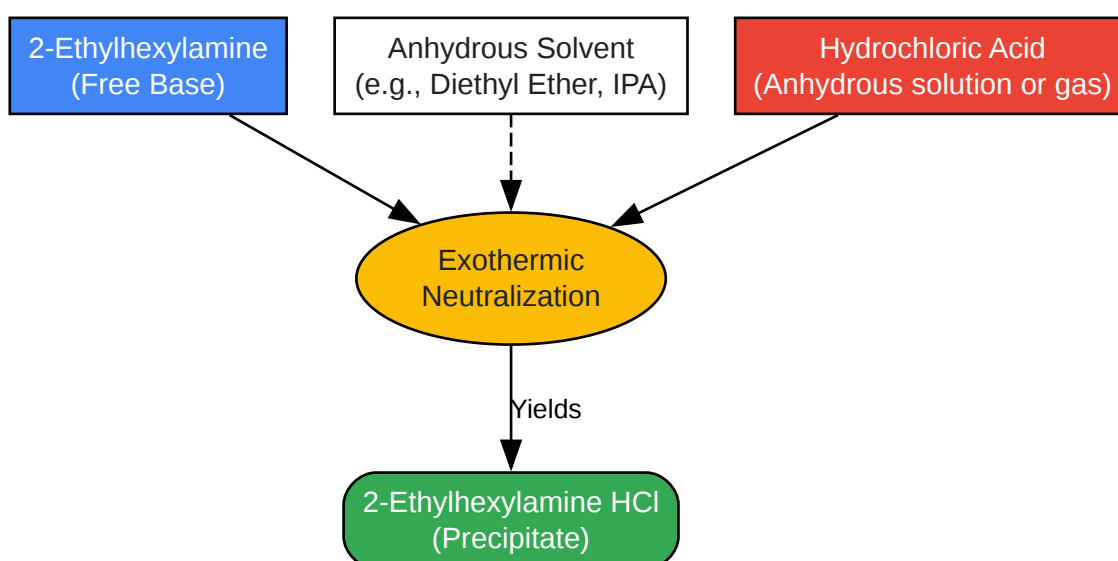 2-Ethylhexylamine
(Free Base)
Anhydrous Solvent
(e.g., Diethyl Ether, IPA)
Hydrochloric Acid
(Anhydrous solution or gas)
Exothermic
Neutralization
Yields
2-Ethylhexylamine HCl
(Precipitate)